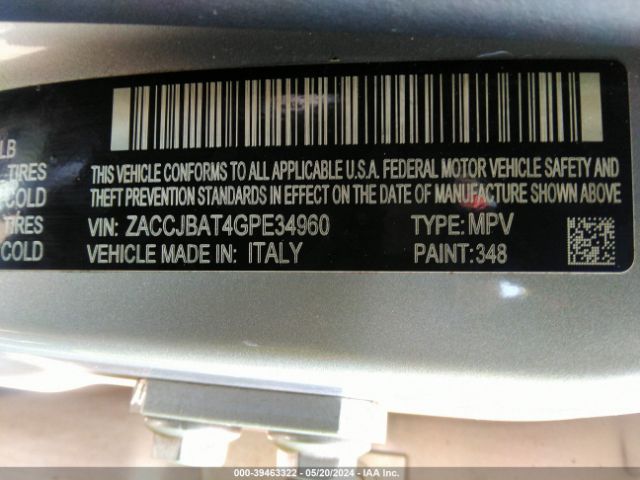 LB
TIRES
COLD
TIRES
COLD
THIS VEHICLE CONFORMS TO ALL APPLICABLE U.S.A. FEDERAL MOTOR VEHICLE SAFETY AND
THEFT PREVENTION STANDARDS IN EFFECT ON THE DATE OF MANUFACTURE SHOWN ABOVE
VIN: ZACCJBAT4GPE34960 TYPE: MPV
VEHICLE MADE IN: ITALY PAINT: 348
000-39463322 - 05/20/2024 - IAA Inc.